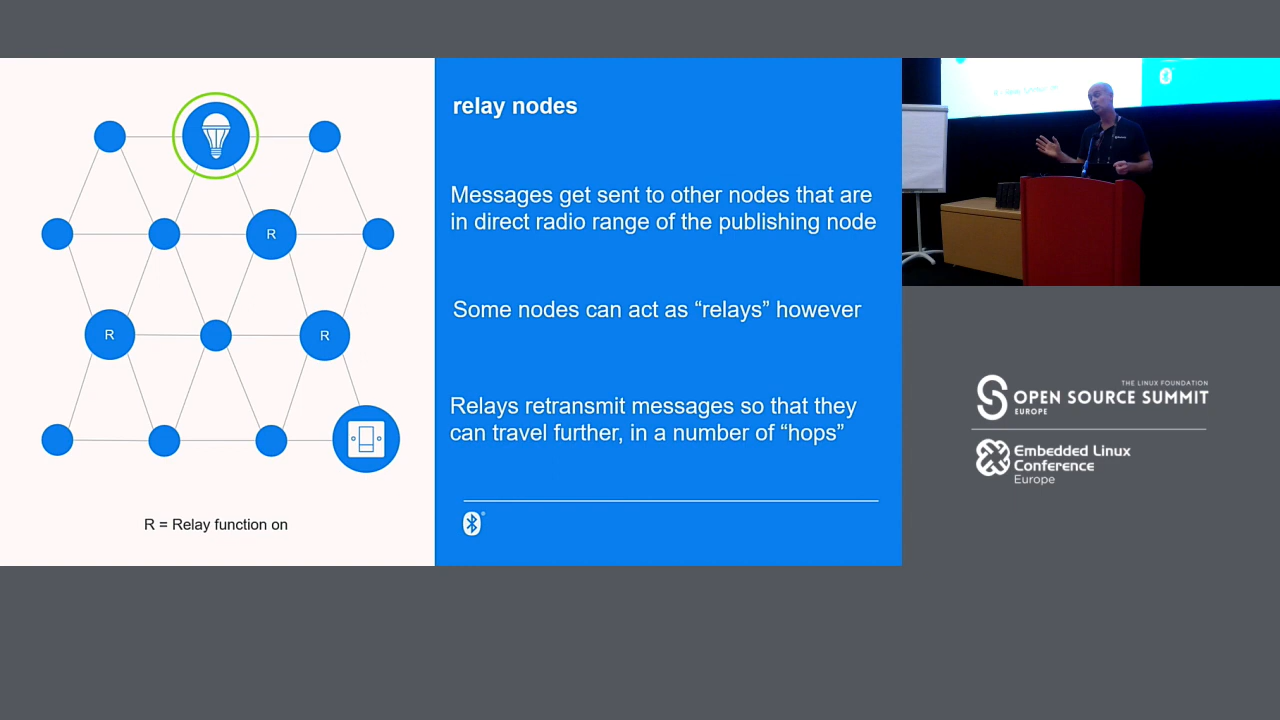 relay nodes
Messages get sent to other nodes that are
in direct radio range of the publishing node
Some nodes can act as “relays” however
Relays retransmit messages so that they
can travel further, in a number of “hops”
R
R
R
R = Relay function on
THE LINUX FOUNDATION
OPEN SOURCE SUMMIT
EUROPE
Embedded Linux
Conference
Europe